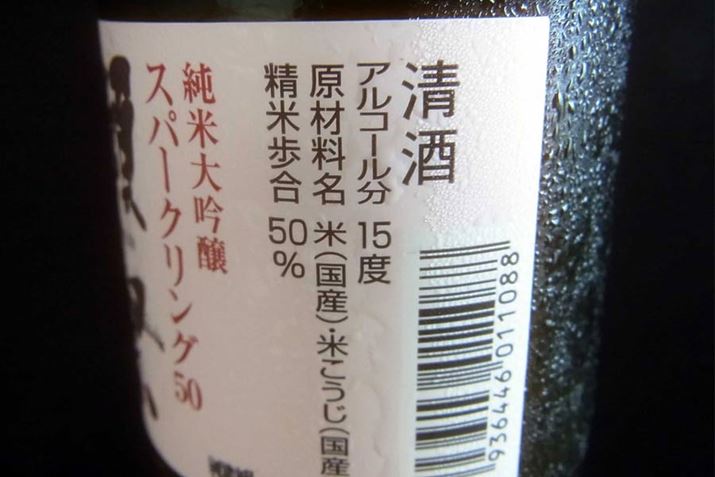 清酒
アルコール分 15度
原材料名 米(国産)・米こうじ(国産
精米歩合 50%
純米大吟醸
スパークリング50
936446 011088